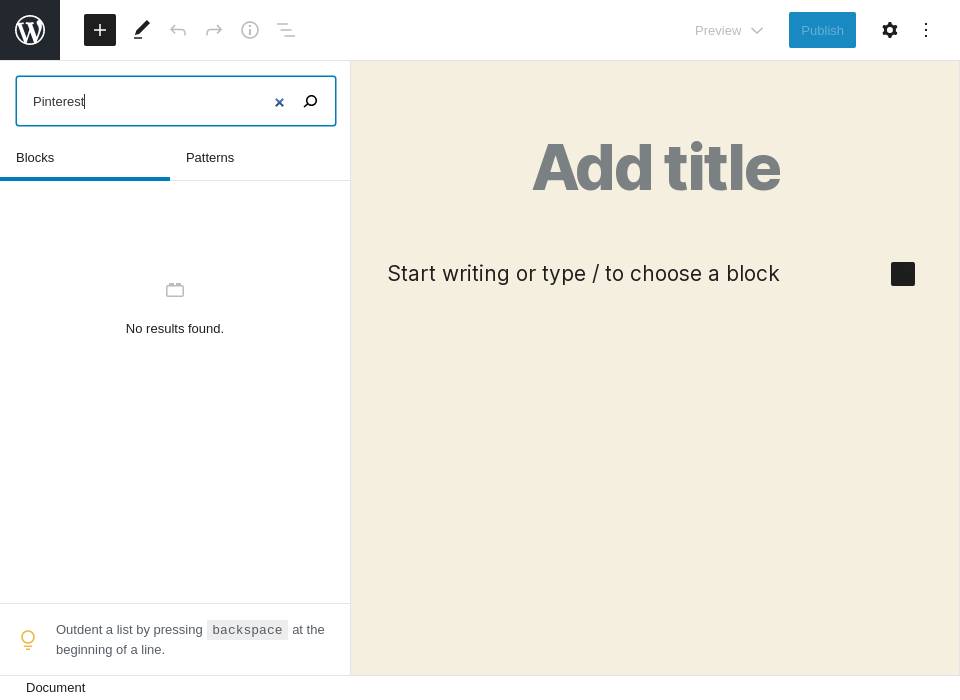 Preview
Publish
Pinterest
Blocks
Patterns
Add title
Start writing or type / to choose a block
No results found.
Outdent a list by pressing backspace at the
beginning of a line.
Document